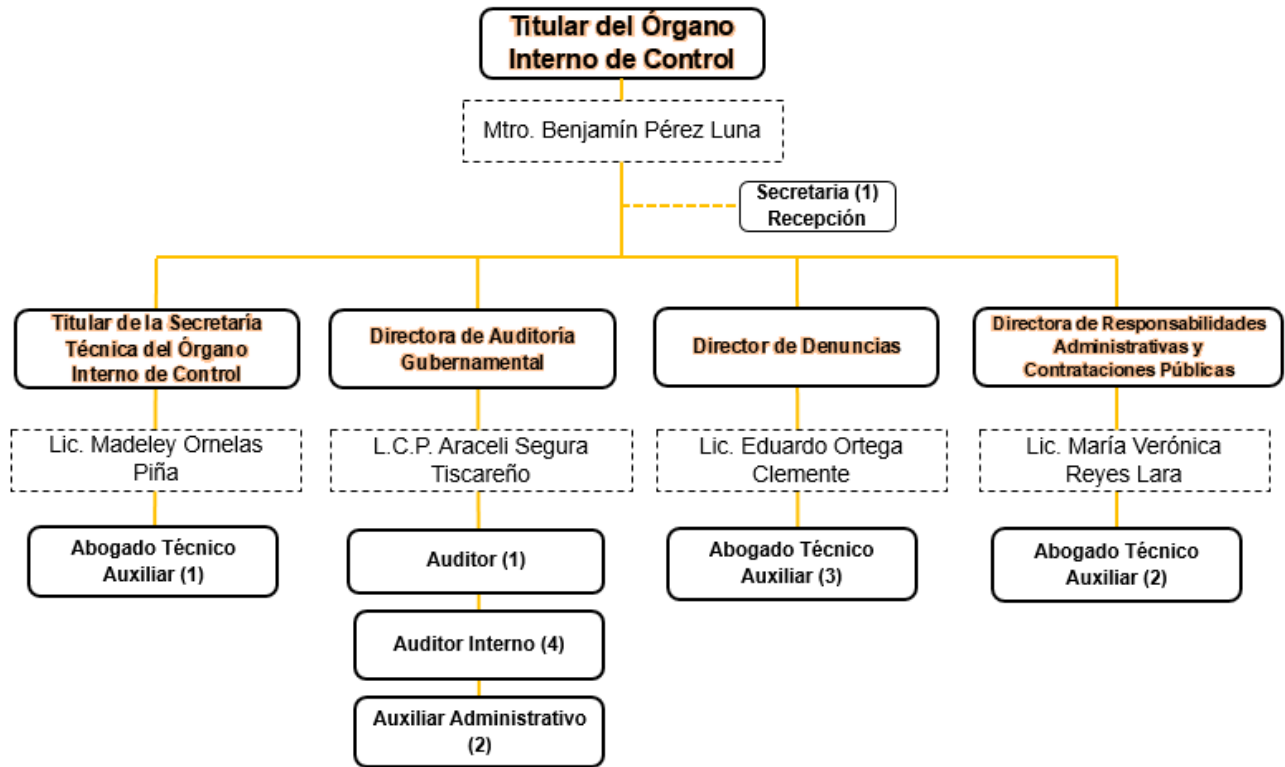 Titular del Órgano
Interno de Control
Mtro. Benjamín Pérez Luna
Secretaria (1)
Recepción
Titular de la Secretaría
Técnica del Órgano
Interno de Control
Directora de Auditoría
Gubernamental
Director de Denuncias
Directora de Responsabilidades
Administrativas y
Contrataciones Públicas
Lic. Madeley Ornelas
Piña
L.C.P. Araceli Segura
Tiscareño
Lic. Eduardo Ortega
Clemente
Lic. María Verónica
Reyes Lara
Abogado Técnico
Auxiliar (1)
Auditor (1)
Abogado Técnico
Auxiliar (3)
Abogado Técnico
Auxiliar (2)
Auditor Interno (4)
Auxiliar Administrativo
(2)